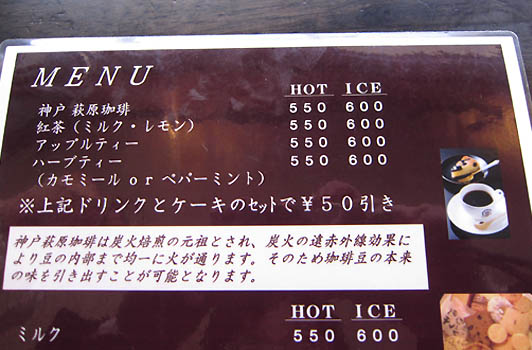 MENU
HOT ICE
神戸 萩原珈琲 550 600
紅茶（ミルク・レモン） 550 600
アップルティー 550 600
ハーブティー 550 600
（カモミール or ペパーミント）
※上記ドリンクとケーキのセットで￥５０引き
神戸萩原珈琲は炭火焙煎の元祖とされ、炭火の遠赤外線効果に
より豆の内部まで均一に火が通ります。そのため珈琲豆の本来
の味を引き出すことが可能となります。
HOT ICE
ミルク 550 600